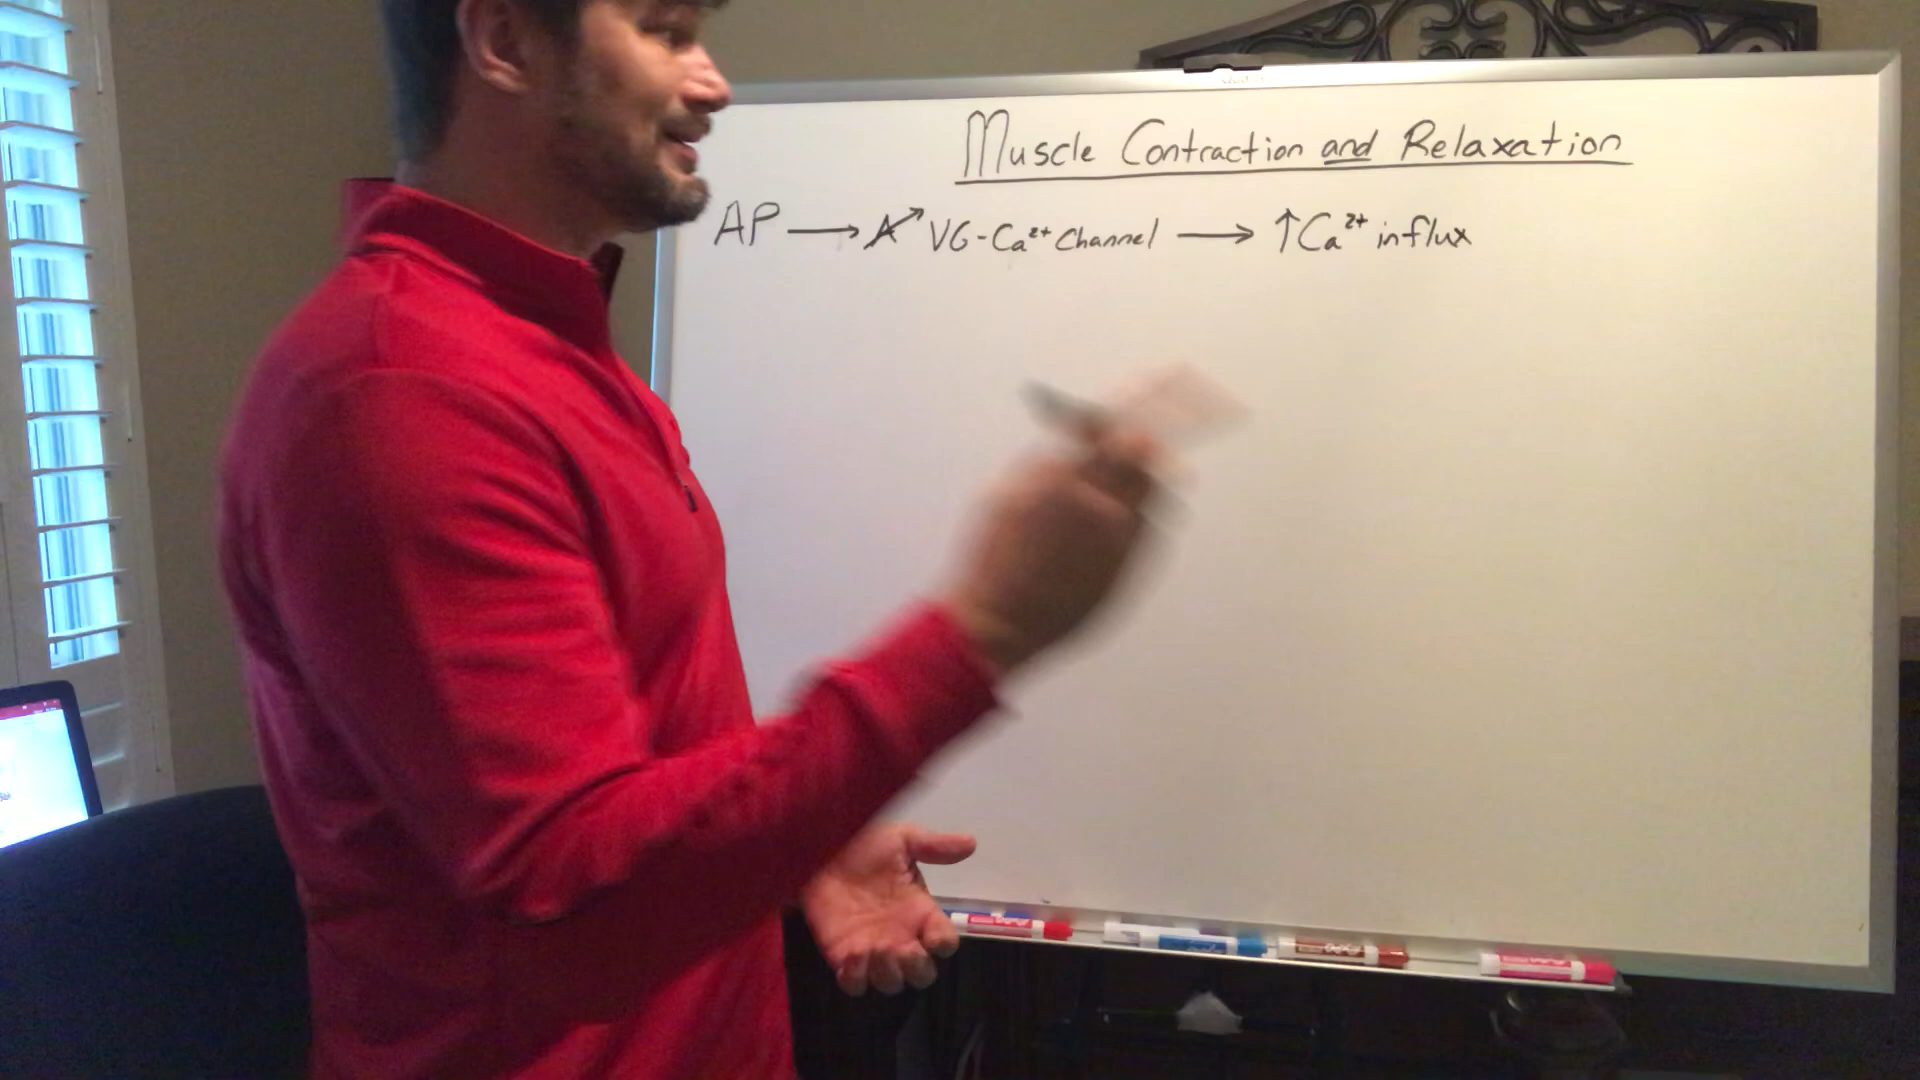 Muscle Contraction and Relaxation
AP → A↗ VG-Ca²⁺ Channel → ↑Ca²⁺ influx